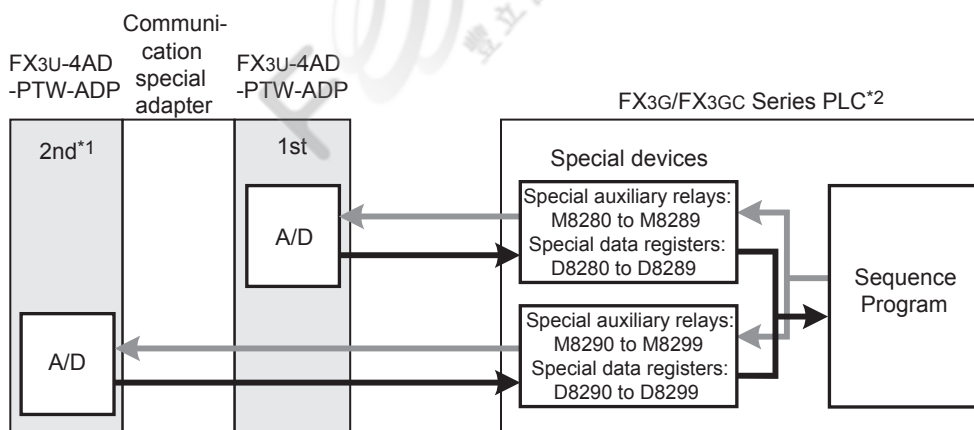 Communi-
cation
special
adapter
FX3U-4AD
-PTW-ADP
FX3U-4AD
-PTW-ADP
FX3G/FX3GC Series PLC*2
2nd*1
1st
Special devices
A/D
Special auxiliary relays:
M8280 to M8289
Special data registers:
D8280 to D8289
Sequence
Program
A/D
Special auxiliary relays:
M8290 to M8299
Special data registers:
D8290 to D8299